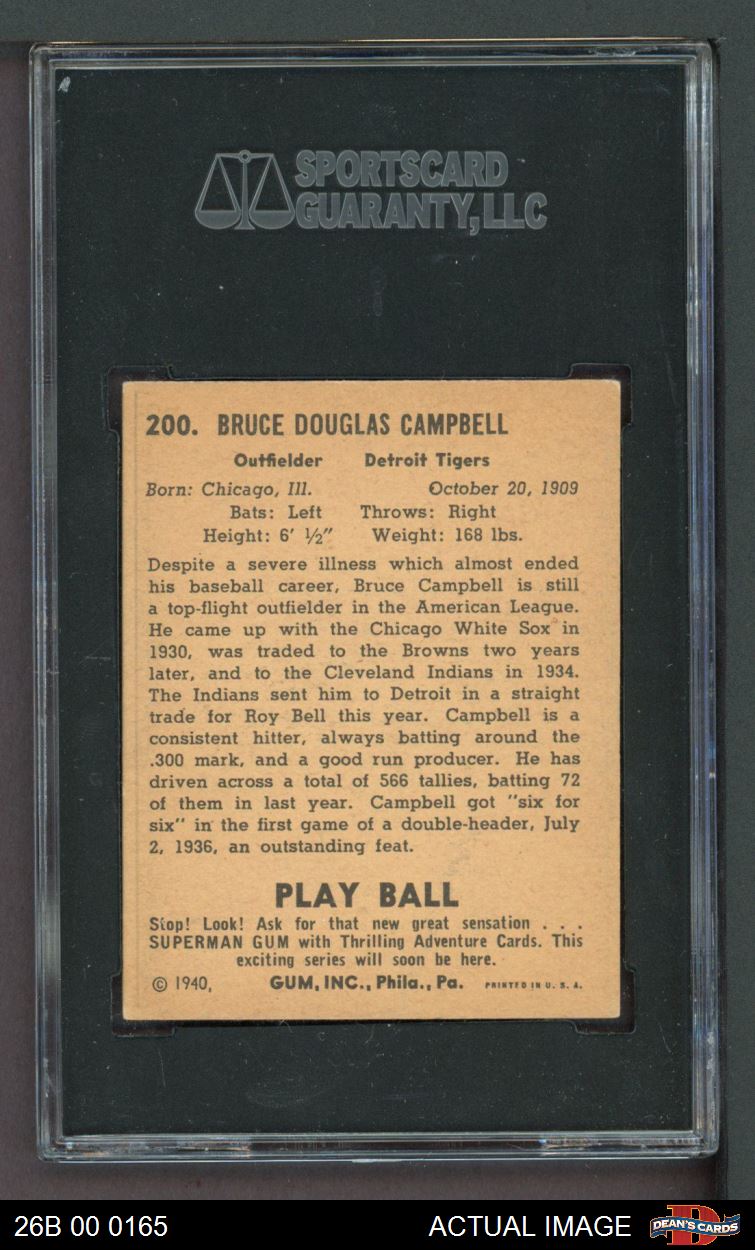 SPORTSCARD
GUARANTY, LLC
200. BRUCE DOUGLAS CAMPBELL
Outfielder Detroit Tigers
Born: Chicago, Ill. October 20, 1909
Bats: Left Throws: Right
Height: 6' ½" Weight: 168 lbs.
Despite a severe illness which almost ended
his baseball career, Bruce Campbell is still
a top-flight outfielder in the American League.
He came up with the Chicago White Sox in
1930, was traded to the Browns two years
later, and to the Cleveland Indians in 1934.
The Indians sent him to Detroit in a straight
trade for Roy Bell this year. Campbell is a
consistent hitter, always batting around the
.300 mark, and a good run producer. He has
driven across a total of 566 tallies, batting 72
of them in last year. Campbell got "six for
six" in the first game of a double-header, July
2, 1936, an outstanding feat.
PLAY BALL
Stop! Look! Ask for that new great sensation . . .
SUPERMAN GUM with Thrilling Adventure Cards. This
exciting series will soon be here.
© 1940, GUM, INC., Phila., Pa. PRINTED IN U. S. A.
26B 00 0165 ACTUAL IMAGE DEAN'S CARDS